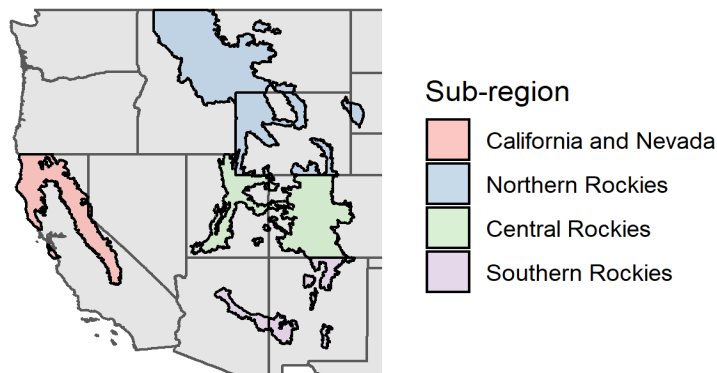 Sub-region
California and Nevada
Northern Rockies
Central Rockies
Southern Rockies